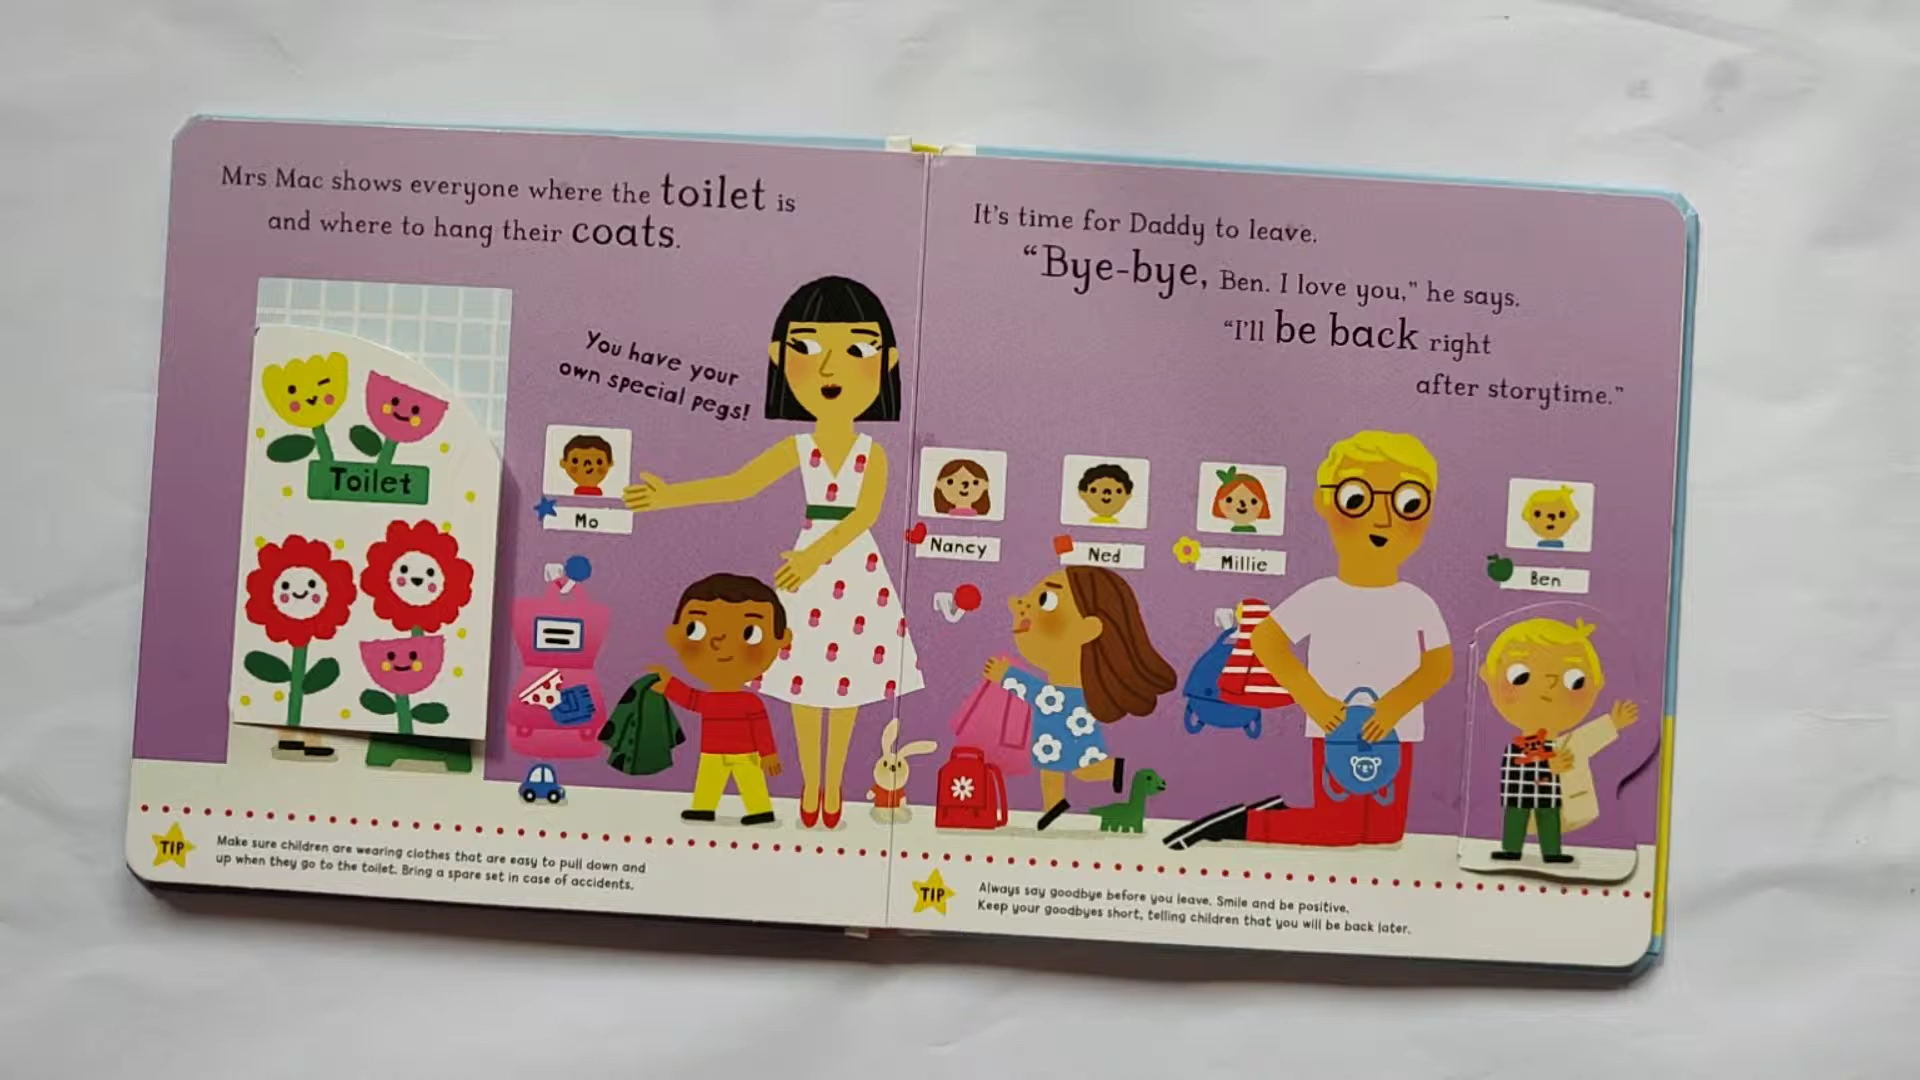 Mrs Mac shows everyone where the toilet is
and where to hang their coats.
You have your
own special pegs!
Toilet
Mo
TIP
Make sure children are wearing clothes that are easy to pull down and
up when they go to the toilet. Bring a spare set in case of accidents.
It's time for Daddy to leave.
“Bye-bye, Ben. I love you,” he says.
“I'll be back right
after storytime.”
Nancy
Ned
Millie
Ben
TIP
Always say goodbye before you leave. Smile and be positive.
Keep your goodbyes short, telling children that you will be back later.